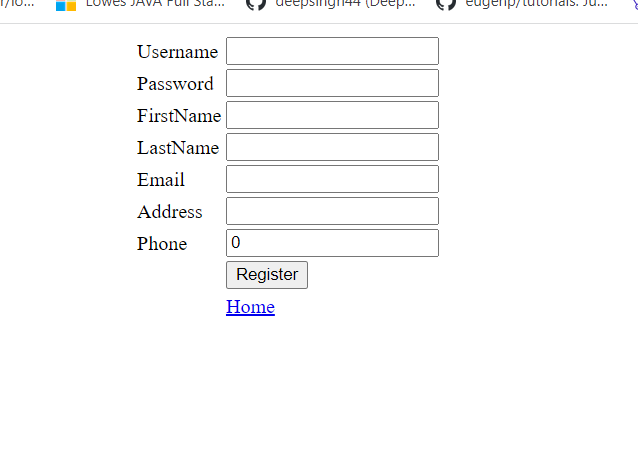 r/io... Lowes JAVA Full Sta... deepsingh44 (Deep... eugenp/tutorials: Ju...
Username
Password
FirstName
LastName
Email
Address
Phone 0
Register
Home